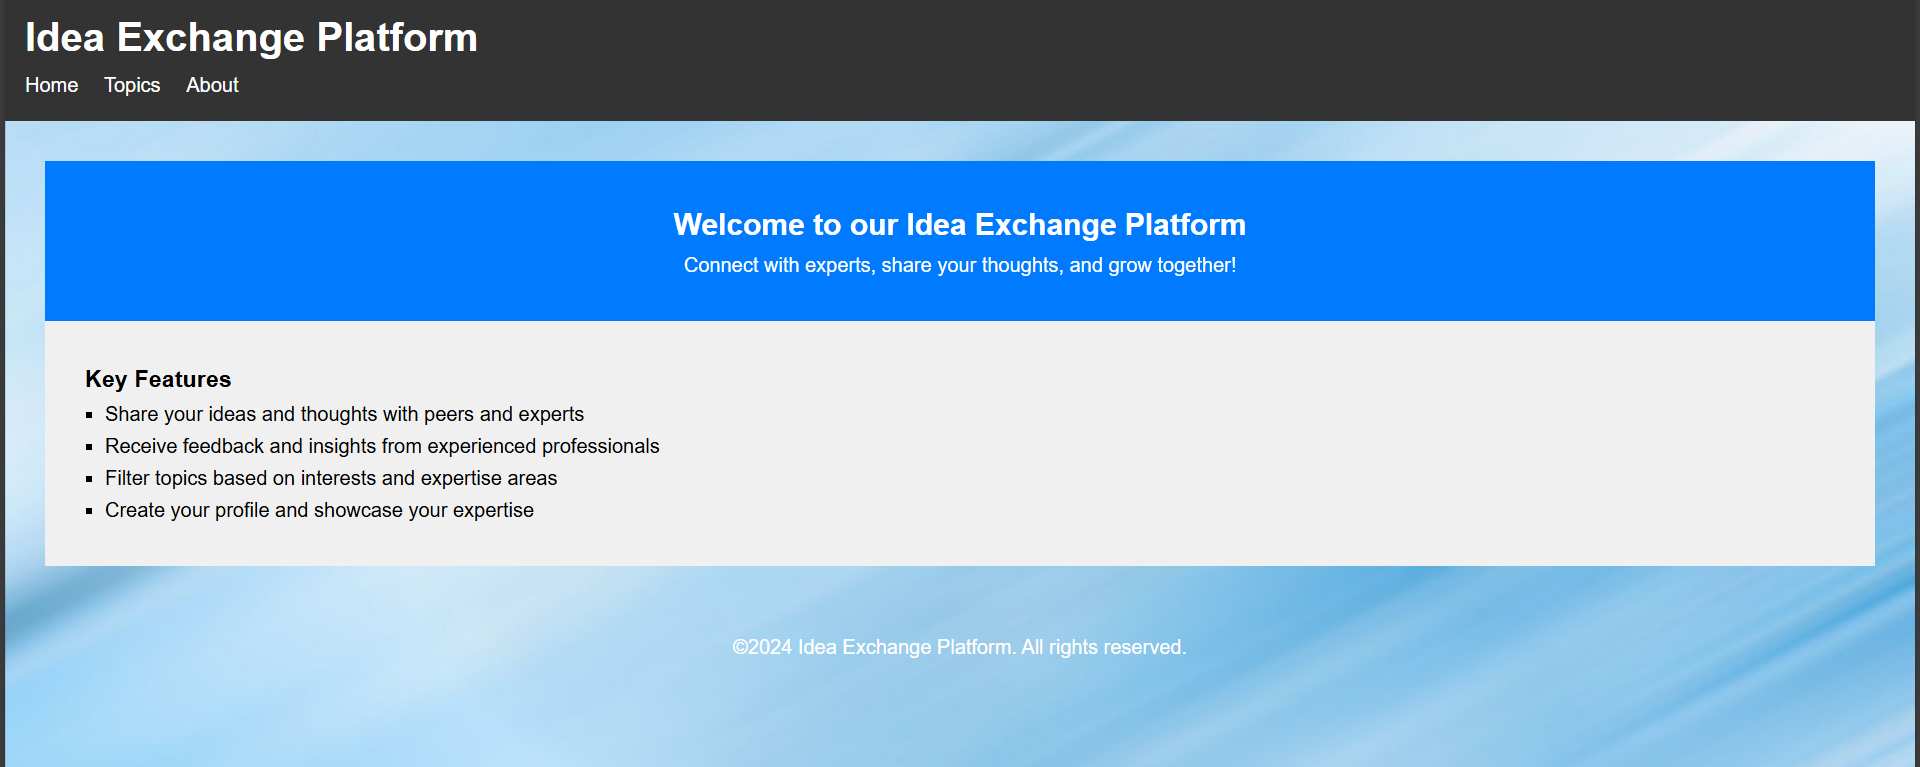 Idea Exchange Platform
Home Topics About
Welcome to our Idea Exchange Platform
Connect with experts, share your thoughts, and grow together!
Key Features
▪ Share your ideas and thoughts with peers and experts
▪ Receive feedback and insights from experienced professionals
▪ Filter topics based on interests and expertise areas
▪ Create your profile and showcase your expertise
©2024 Idea Exchange Platform. All rights reserved.